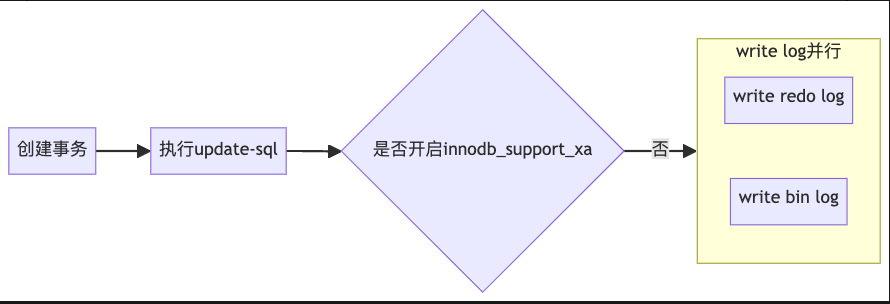 创建事务
执行update-sql
是否开启innodb_support_xa
否
write log并行
write redo log
write bin log